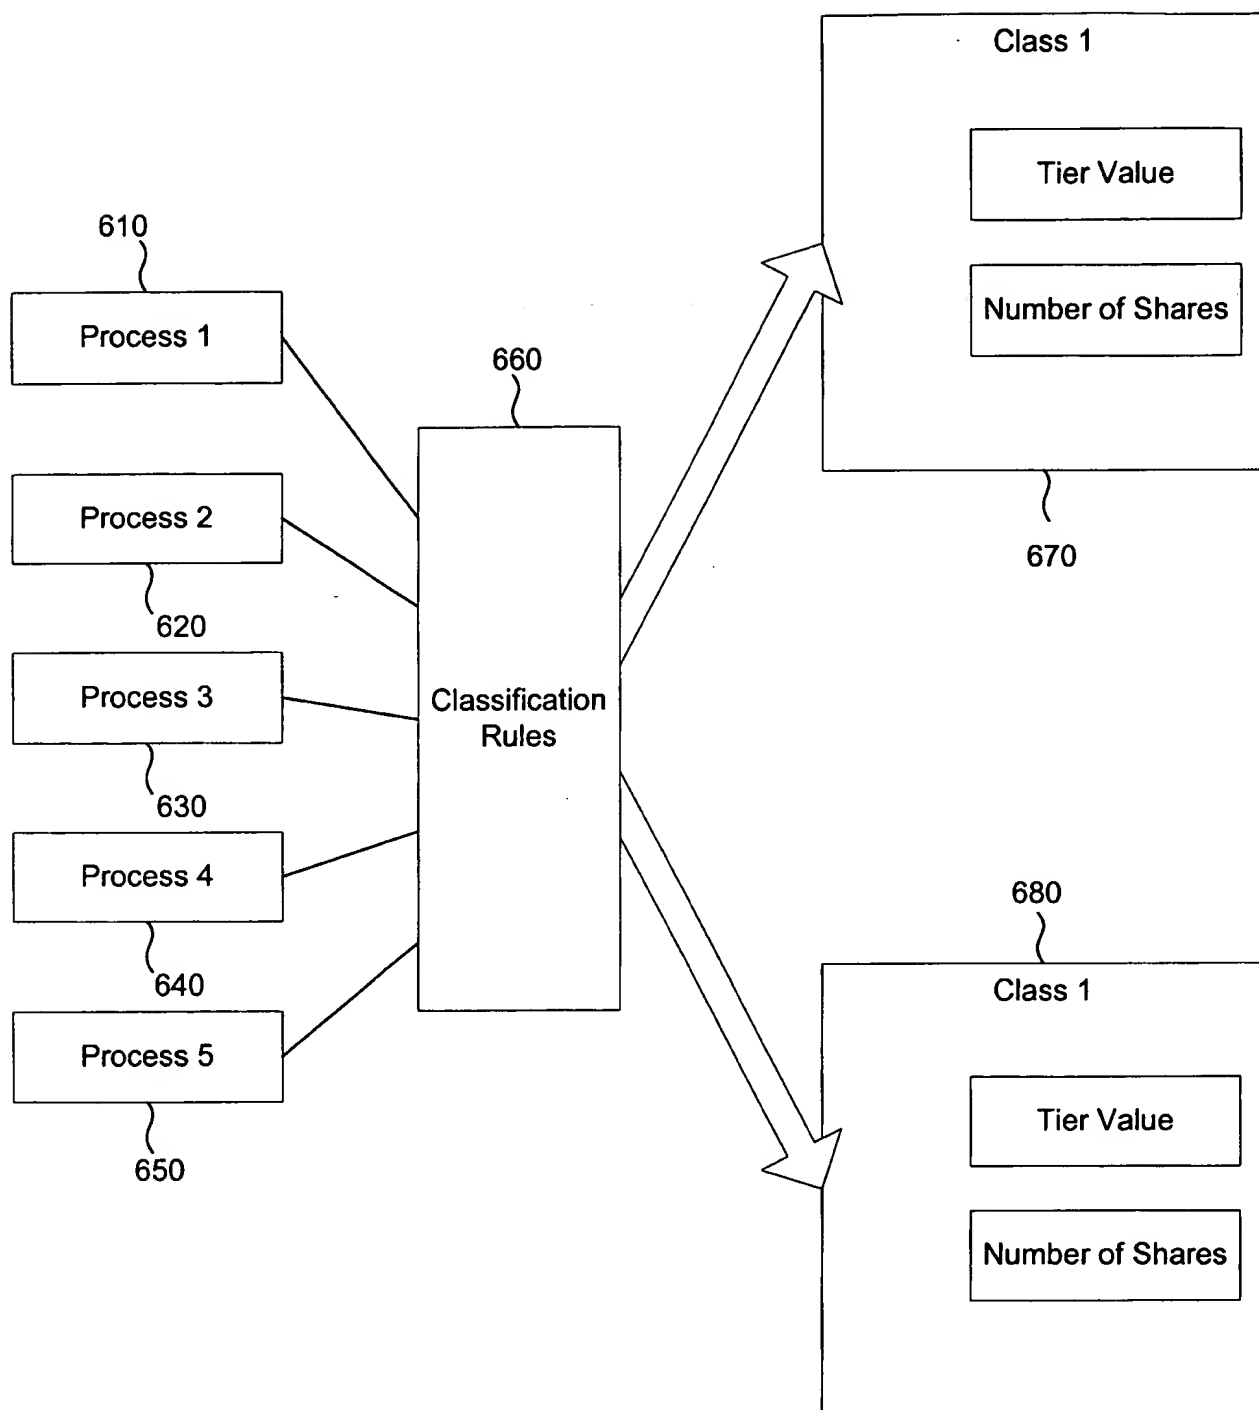 Class 1
Tier Value
Number of Shares
670
610
Process 1
Process 2
620
Process 3
630
Process 4
640
Process 5
650
660
Classification
Rules
680
Class 1
Tier Value
Number of Shares